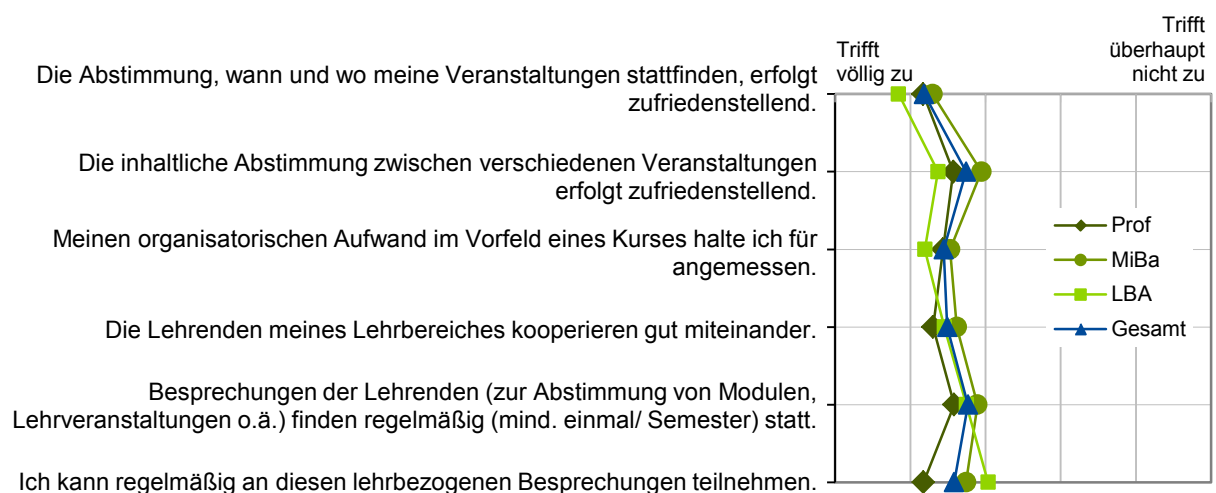 Trifft
völlig zu
Trifft
überhaupt
nicht zu
Die Abstimmung, wann und wo meine Veranstaltungen stattfinden, erfolgt
zufriedenstellend.
Die inhaltliche Abstimmung zwischen verschiedenen Veranstaltungen
erfolgt zufriedenstellend.
Meinen organisatorischen Aufwand im Vorfeld eines Kurses halte ich für
angemessen.
Die Lehrenden meines Lehrbereiches kooperieren gut miteinander.
Besprechungen der Lehrenden (zur Abstimmung von Modulen,
Lehrveranstaltungen o.ä.) finden regelmäßig (mind. einmal/ Semester) statt.
Ich kann regelmäßig an diesen lehrbezogenen Besprechungen teilnehmen.
Prof
MiBa
LBA
Gesamt